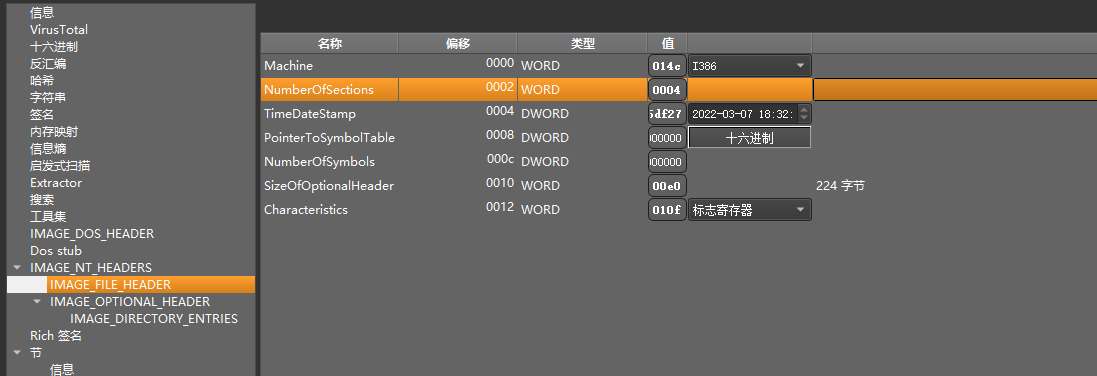 信息
VirusTotal
十六进制
反汇编
哈希
字符串
签名
内存映射
信息熵
启发式扫描
Extractor
搜索
工具集
IMAGE_DOS_HEADER
Dos stub
IMAGE_NT_HEADERS
IMAGE_FILE_HEADER
IMAGE_OPTIONAL_HEADER
IMAGE_DIRECTORY_ENTRIES
Rich 签名
节
信息
名称 偏移 类型 值
Machine 0000 WORD 014c I386
NumberOfSections 0002 WORD 0004
TimeDateStamp 0004 DWORD 5df27 2022-03-07 18:32:
PointerToSymbolTable 0008 DWORD 00000 十六进制
NumberOfSymbols 000c DWORD 00000
SizeOfOptionalHeader 0010 WORD 00e0 224 字节
Characteristics 0012 WORD 010f 标志寄存器